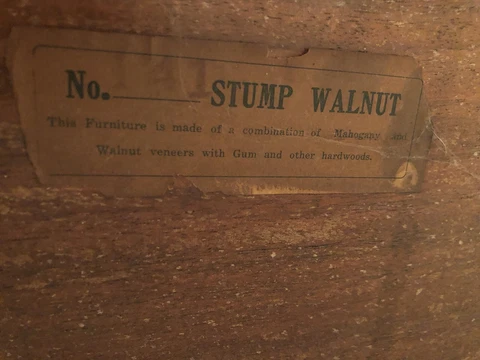 No. STUMP WALNUT
This Furniture is made of a combination of Mahogany and
Walnut veneers with Gum and other hardwoods.